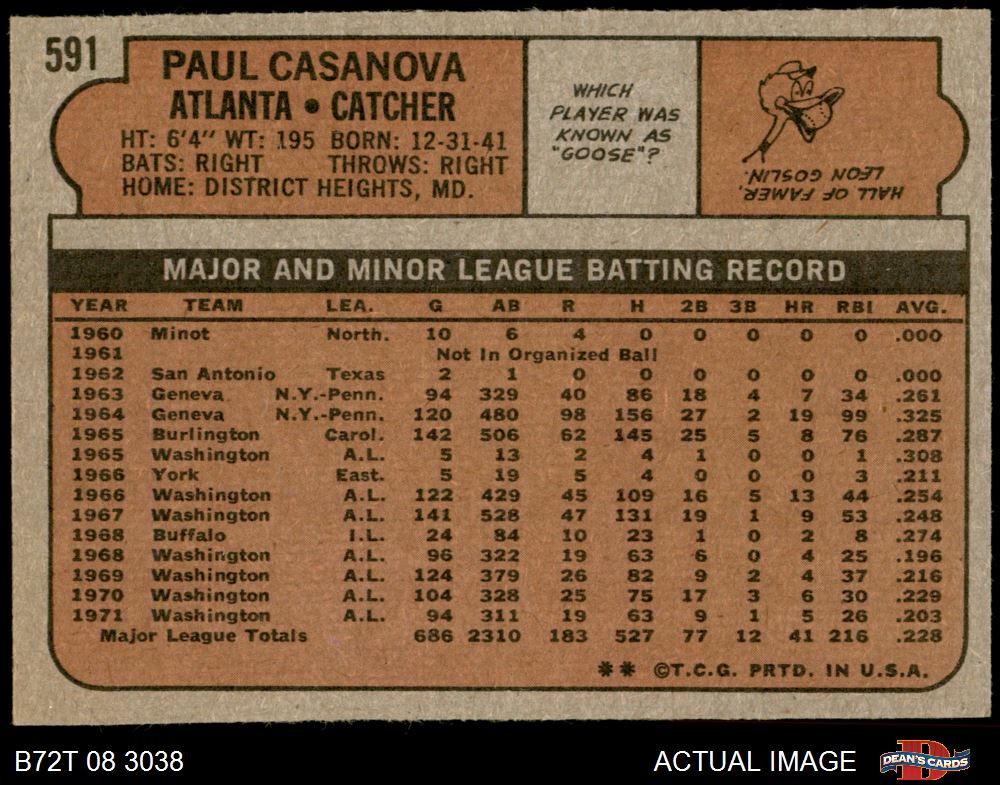 591
PAUL CASANOVA
ATLANTA • CATCHER
HT: 6'4" WT: 195 BORN: 12-31-41
BATS: RIGHT THROWS: RIGHT
HOME: DISTRICT HEIGHTS, MD.
WHICH
PLAYER WAS
KNOWN AS
"GOOSE"?
HALL OF FAMER,
LEON GOSLIN.
MAJOR AND MINOR LEAGUE BATTING RECORD
YEAR TEAM LEA. G AB R H 2B 3B HR RBI AVG.
1960 Minot North. 10 6 4 0 0 0 0 0 .000
1961 Not In Organized Ball
1962 San Antonio Texas 2 1 0 0 0 0 0 0 .000
1963 Geneva N.Y.-Penn. 94 329 40 86 18 4 7 34 .261
1964 Geneva N.Y.-Penn. 120 480 98 156 27 2 19 99 .325
1965 Burlington Carol. 142 506 62 145 25 5 8 76 .287
1965 Washington A.L. 5 13 2 4 1 0 0 1 .308
1966 York East. 5 19 5 4 0 0 0 3 .211
1966 Washington A.L. 122 429 45 109 16 5 13 44 .254
1967 Washington A.L. 141 528 47 131 19 1 9 53 .248
1968 Buffalo I.L. 24 84 10 23 1 0 2 8 .274
1968 Washington A.L. 96 322 19 63 6 0 4 25 .196
1969 Washington A.L. 124 379 26 82 9 2 4 37 .216
1970 Washington A.L. 104 328 25 75 17 3 6 30 .229
1971 Washington A.L. 94 311 19 63 9 1 5 26 .203
Major League Totals 686 2310 183 527 77 12 41 216 .228
** ©T.C.G. PRTD. IN U.S.A.
B72T 08 3038 ACTUAL IMAGE D DEAN'S CARDS